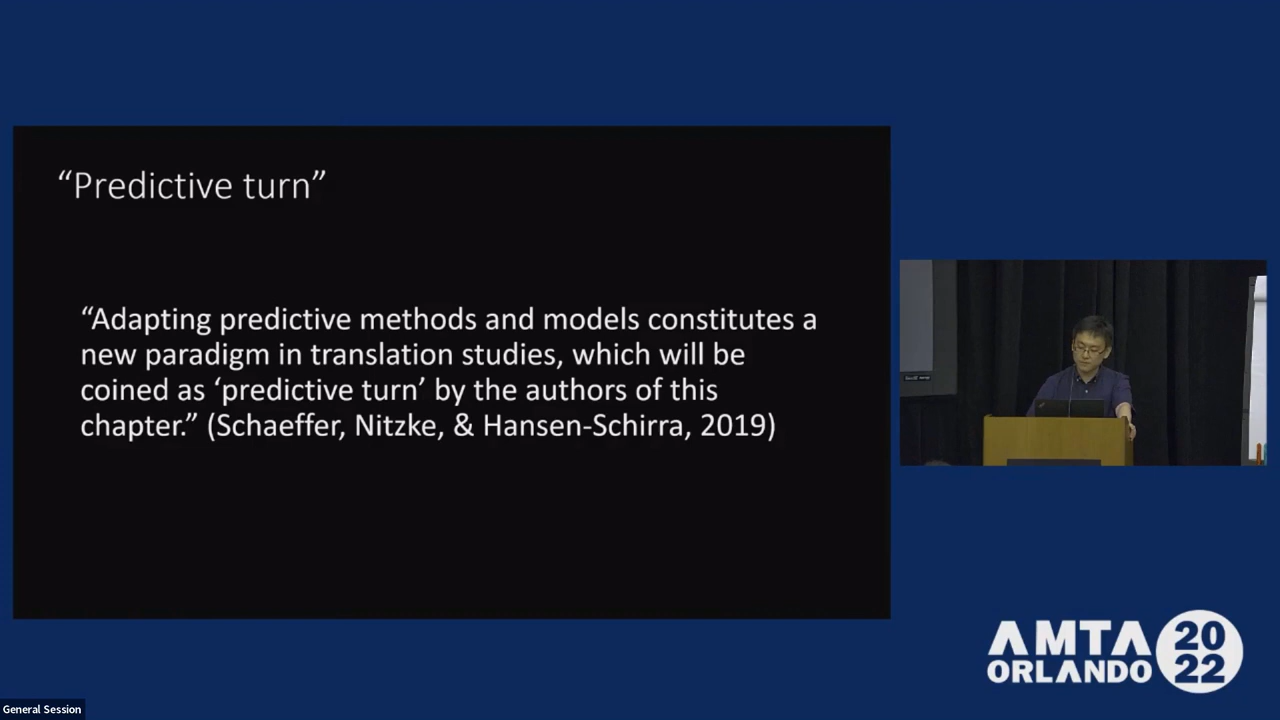 “Predictive turn”
“Adapting predictive methods and models constitutes a
new paradigm in translation studies, which will be
coined as ‘predictive turn’ by the authors of this
chapter.” (Schaeffer, Nitzke, & Hansen-Schirra, 2019)
AMTA
ORLANDO
20
22
General Session